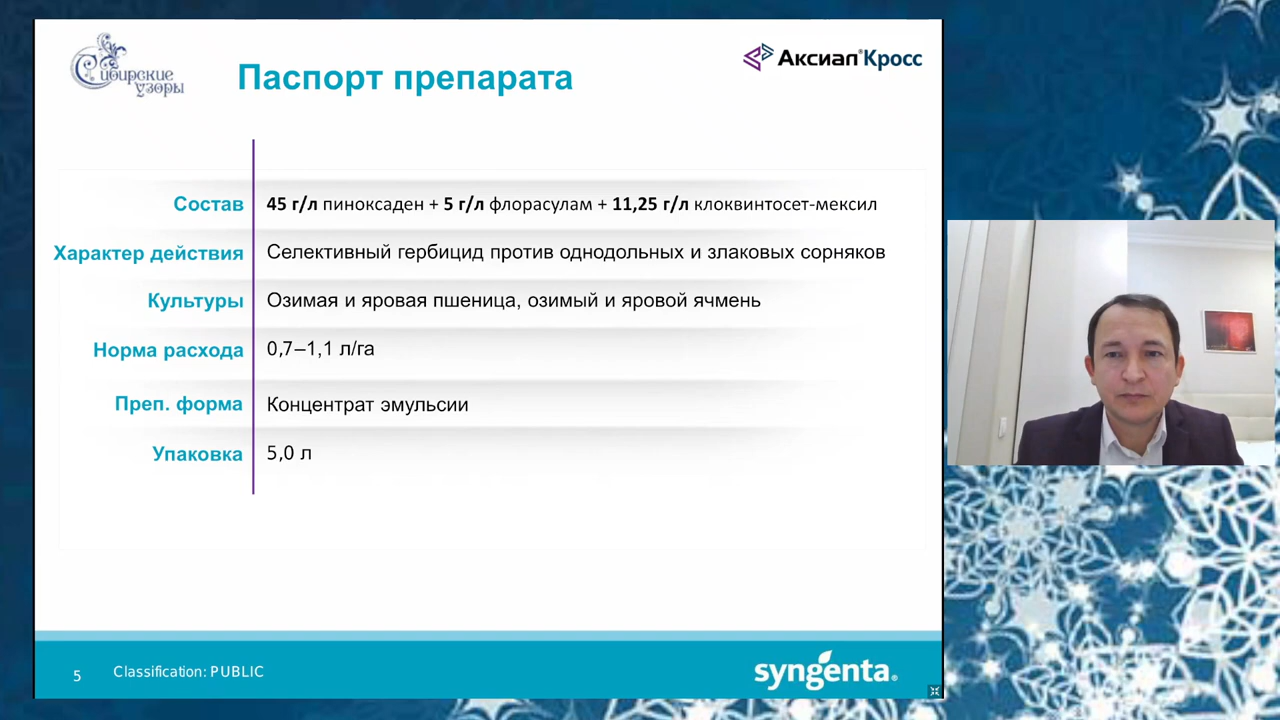 Сибирские
узоры
Паспорт препарата
Аксиал® Кросс
Состав 45 г/л пиноксаден + 5 г/л флорасулам + 11,25 г/л клоквинтосет-мексил
Характер действия Селективный гербицид против однодольных и злаковых сорняков
Культуры Озимая и яровая пшеница, озимый и яровой ячмень
Норма расхода 0,7–1,1 л/га
Преп. форма Концентрат эмульсии
Упаковка 5,0 л
5 Classification: PUBLIC
syngenta®